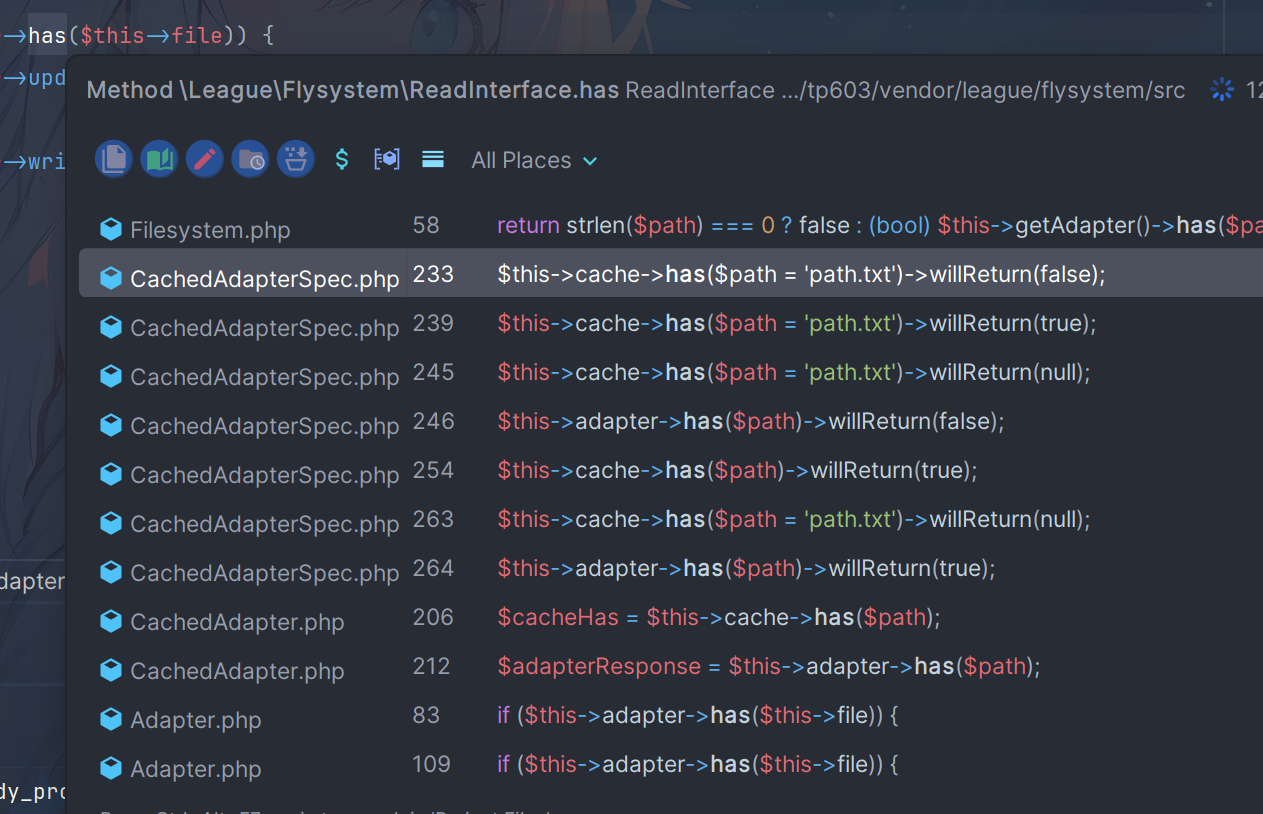 ->has($this->file)) {
->upd
Method \League\Flysystem\ReadInterface.has ReadInterface .../tp603/vendor/league/flysystem/src 12
->wri
$ All Places
Filesystem.php 58 return strlen($path) === 0 ? false : (bool) $this->getAdapter()->has($pa
CachedAdapterSpec.php 233 $this->cache->has($path = 'path.txt')->willReturn(false);
CachedAdapterSpec.php 239 $this->cache->has($path = 'path.txt')->willReturn(true);
CachedAdapterSpec.php 245 $this->cache->has($path = 'path.txt')->willReturn(null);
CachedAdapterSpec.php 246 $this->adapter->has($path)->willReturn(false);
CachedAdapterSpec.php 254 $this->cache->has($path)->willReturn(true);
CachedAdapterSpec.php 263 $this->cache->has($path = 'path.txt')->willReturn(null);
CachedAdapterSpec.php 264 $this->adapter->has($path)->willReturn(true);
dapter
CachedAdapter.php 206 $cacheHas = $this->cache->has($path);
CachedAdapter.php 212 $adapterResponse = $this->adapter->has($path);
Adapter.php 83 if ($this->adapter->has($this->file)) {
Adapter.php 109 if ($this->adapter->has($this->file)) {
dy_pro